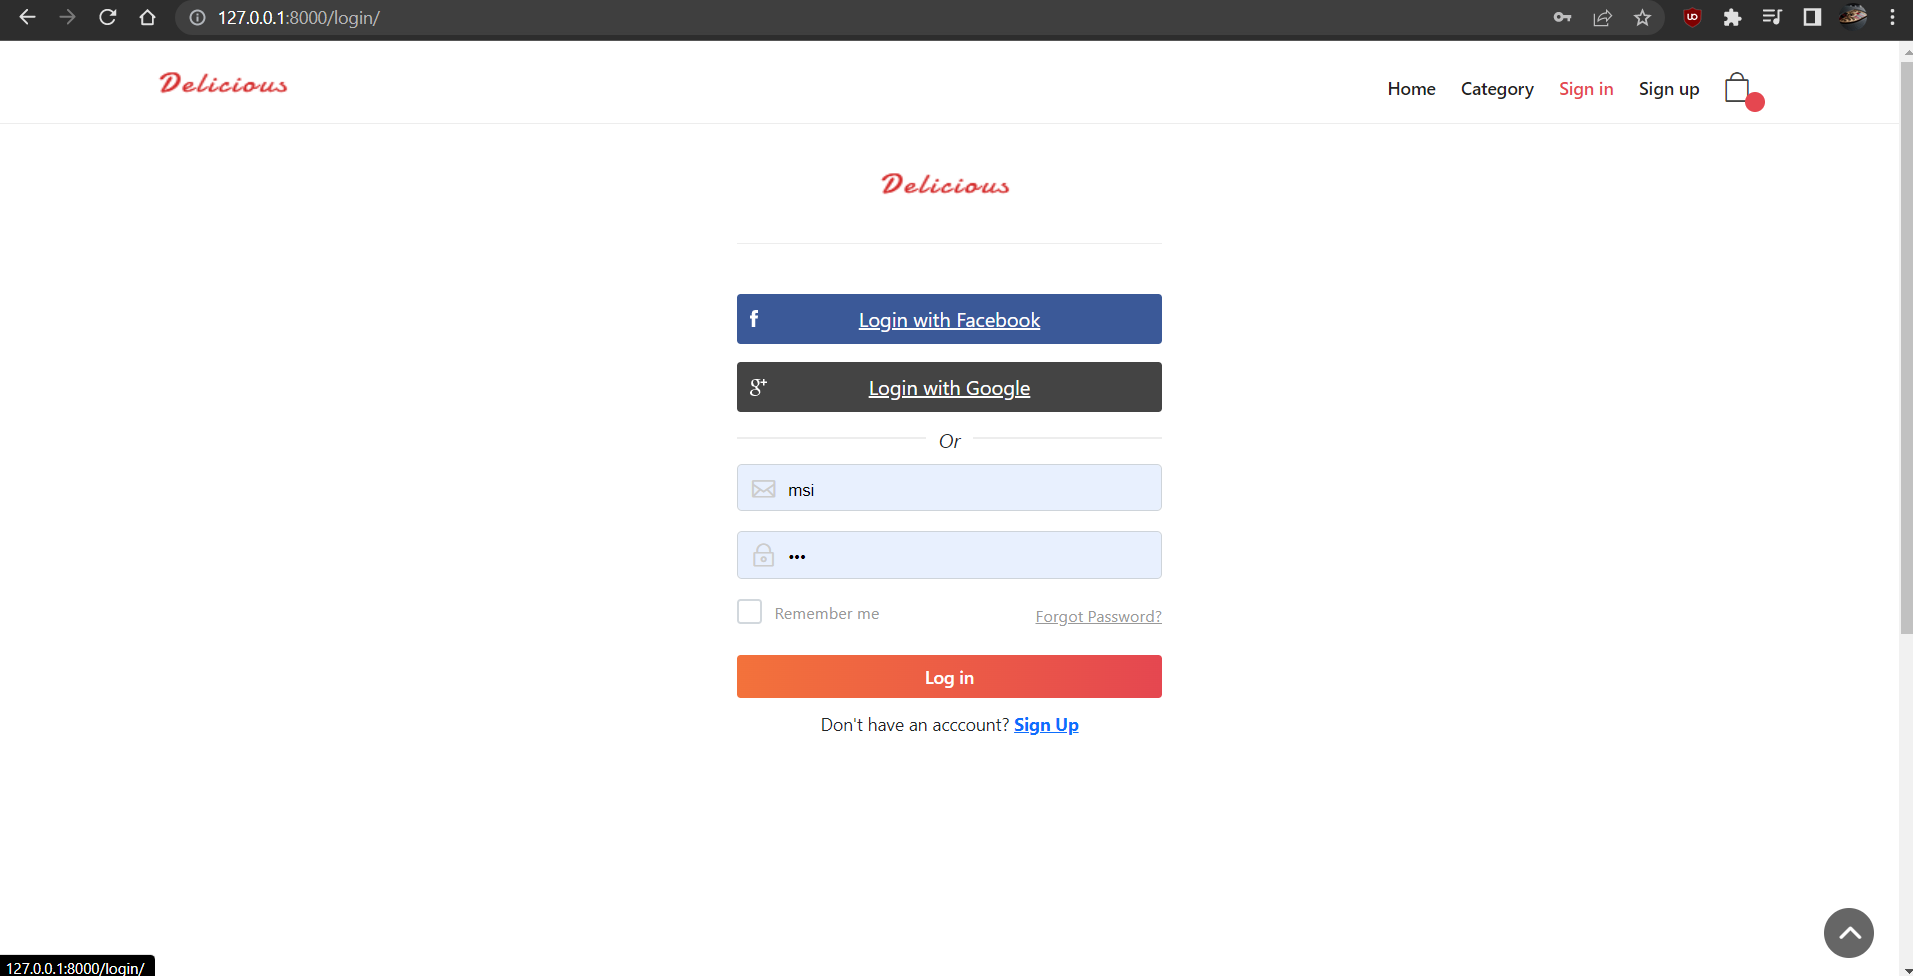 127.0.0.1:8000/login/
Delicious
Home Category Sign in Sign up
Delicious
f Login with Facebook
g+ Login with Google
Or
msi
•••
Remember me Forgot Password?
Log in
Don't have an acccount? Sign Up
127.0.0.1:8000/login/